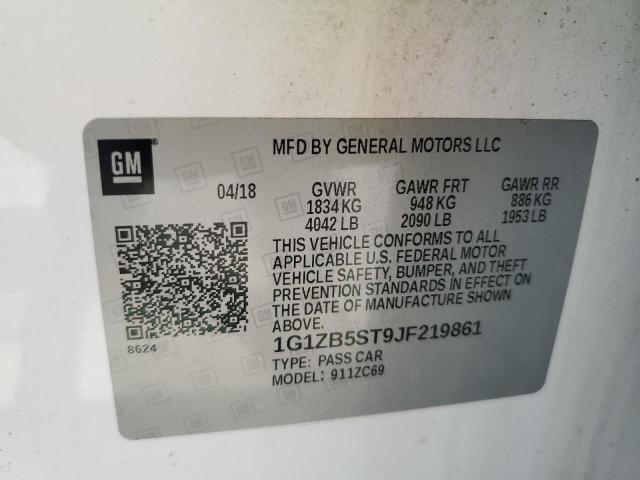 GM
MFD BY GENERAL MOTORS LLC
04/18 GVWR GAWR FRT GAWR RR
1834 KG 948 KG 886 KG
4042 LB 2090 LB 1953 LB
THIS VEHICLE CONFORMS TO ALL
APPLICABLE U.S. FEDERAL MOTOR
VEHICLE SAFETY, BUMPER, AND THEFT
PREVENTION STANDARDS IN EFFECT ON
THE DATE OF MANUFACTURE SHOWN
ABOVE.
8624
1G1ZB5ST9JF219861
TYPE: PASS CAR
MODEL: 911ZC69